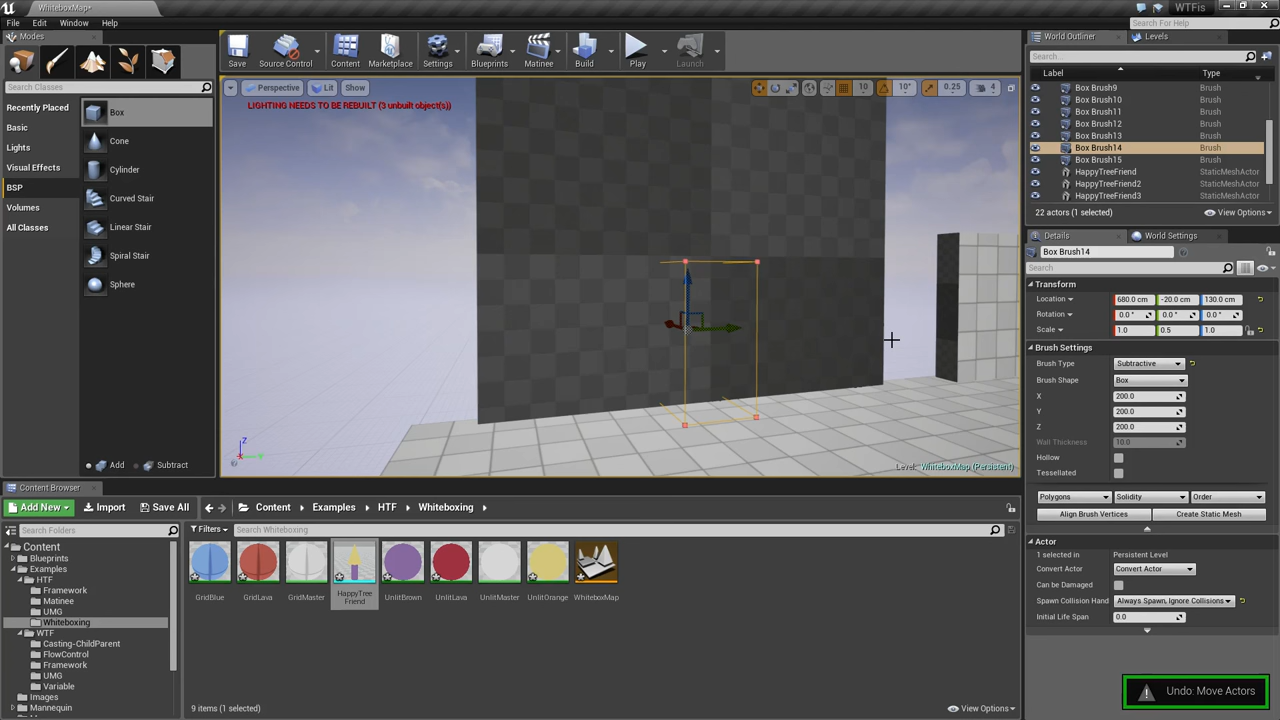 WhiteboxMap*
WTFis
File Edit Window Help
Search For Help
Modes
Search Classes
Recently Placed
Basic
Lights
Visual Effects
BSP
Volumes
All Classes
Box
Cone
Cylinder
Curved Stair
Linear Stair
Spiral Stair
Sphere
Add Subtract
Save Source Control Content Marketplace Settings Blueprints Matinee Build Play Launch
Perspective Lit Show
10 10° 0.25 4
LIGHTING NEEDS TO BE REBUILT (3 unbuilt object(s))
Level: WhiteboxMap (Persistent)
World Outliner Levels
Search...
Label Type
Box Brush9 Brush
Box Brush10 Brush
Box Brush11 Brush
Box Brush12 Brush
Box Brush13 Brush
Box Brush14 Brush
Box Brush15 Brush
HappyTreeFriend StaticMeshActor
HappyTreeFriend2 StaticMeshActor
HappyTreeFriend3 StaticMeshActor
22 actors (1 selected) View Options
Details World Settings
Box Brush14
Search
Transform
Location 680.0 cm -20.0 cm 130.0 cm
Rotation 0.0 ° 0.0 ° 0.0 °
Scale 1.0 0.5 1.0
Brush Settings
Brush Type Subtractive
Brush Shape Box
X 200.0
Y 200.0
Z 200.0
Wall Thickness 10.0
Hollow
Tessellated
Polygons Solidity Order
Align Brush Vertices Create Static Mesh
Actor
1 selected in Persistent Level
Convert Actor Convert Actor
Can be Damaged
Spawn Collision Hand Always Spawn, Ignore Collisions
Initial Life Span 0.0
Undo: Move Actors
Content Browser
Add New Import Save All Content Examples HTF Whiteboxing
Search Folders
Content
Blueprints
Examples
HTF
Framework
Matinee
UMG
Whiteboxing
WTF
Casting-ChildParent
FlowControl
Framework
UMG
Variable
Images
Mannequin
Filters Search Whiteboxing
GridBlue GridLava GridMaster HappyTree UnlitBrown UnlitLava UnlitMaster UnlitOrange WhiteboxMap
Friend
9 items (1 selected) View Options